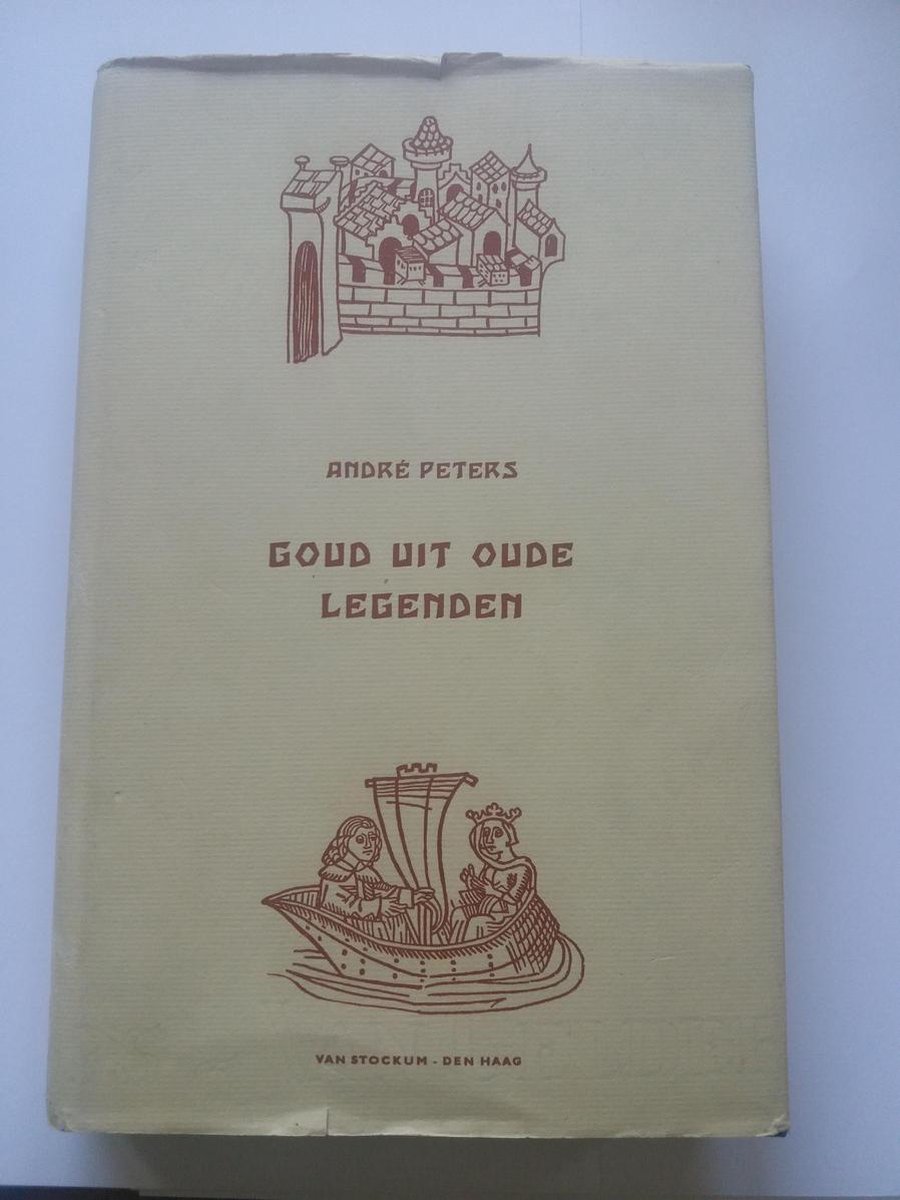 ANDRÉ PETERS
GOUD UIT OUDE
LEGENDEN
VAN STOCKUM - DEN HAAG